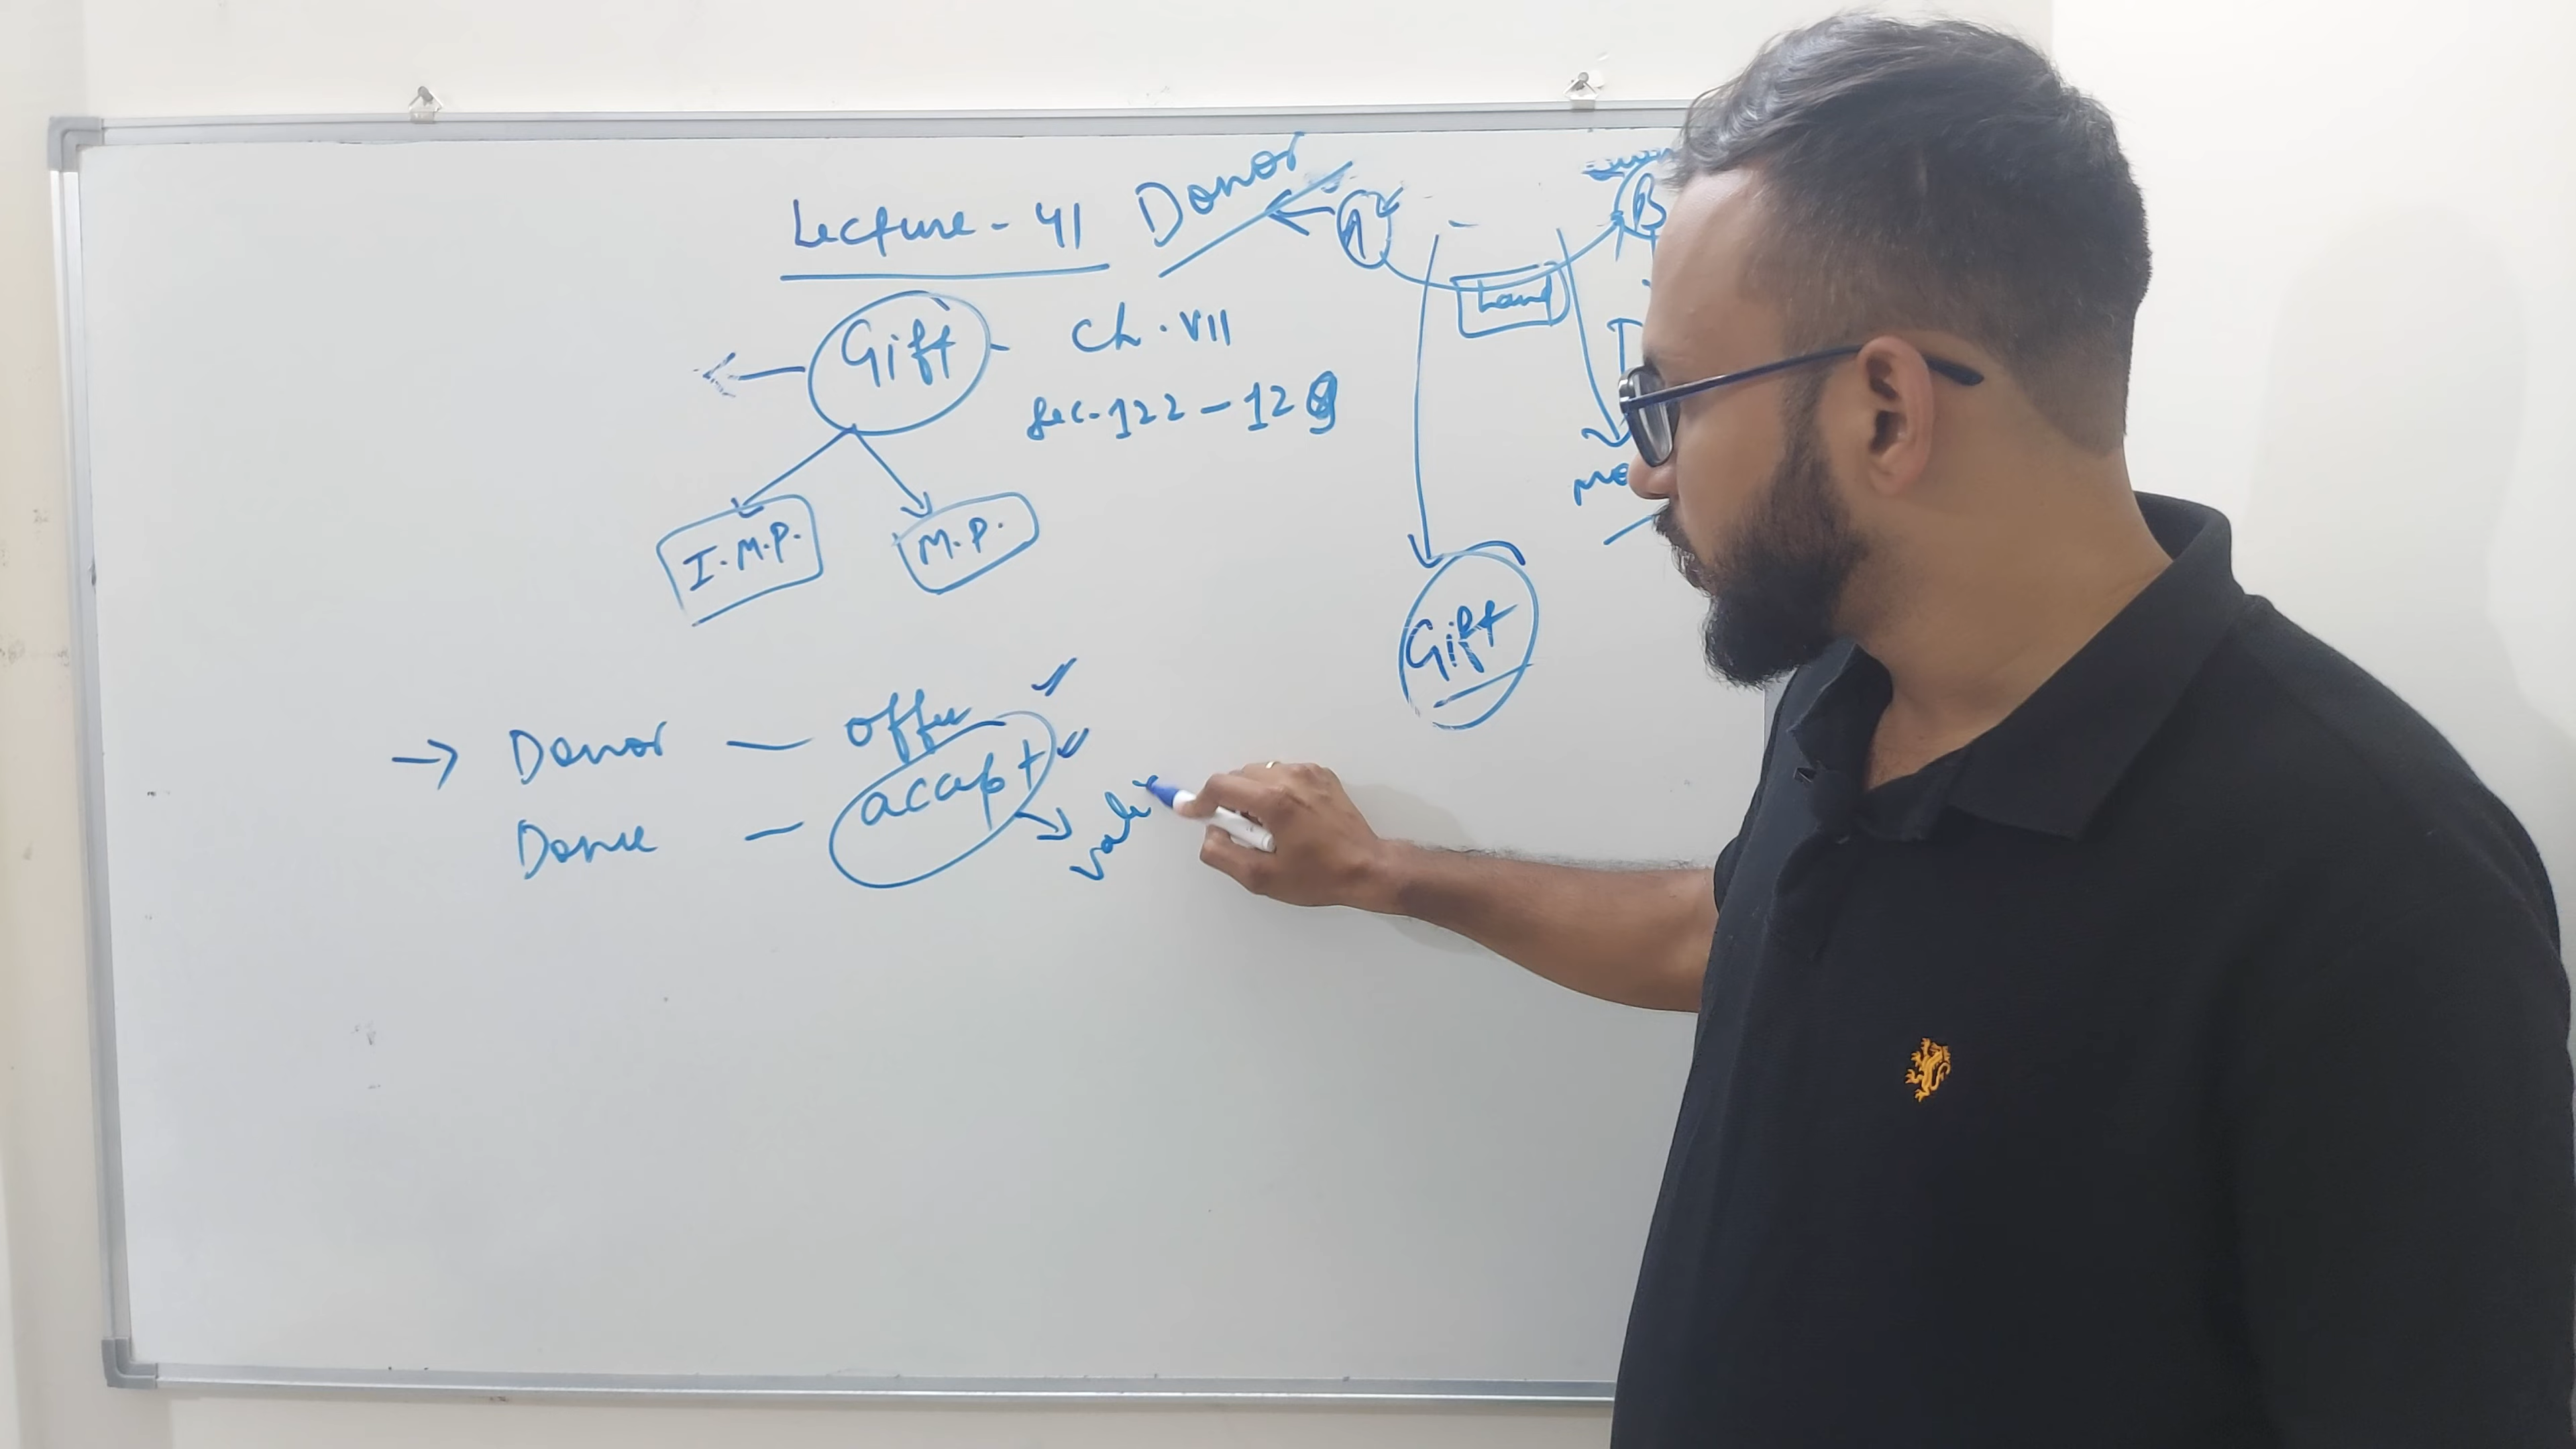 Lecture - 41 Donor
A B
Land
Gift Ch. VII
Sec. 122 - 129
I.M.P. M.P.
Gift
→ Donor — offer ✓
Donee — accept ✓